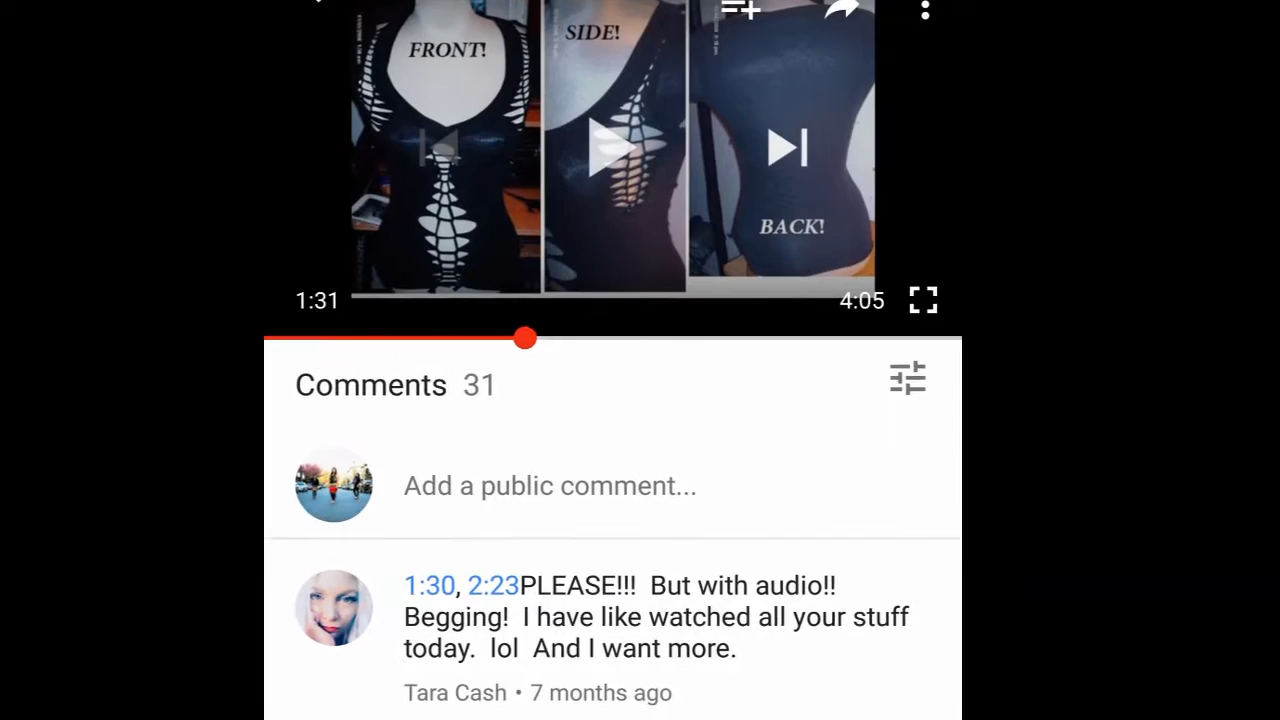 FRONT!
SIDE!
BACK!
1:31
4:05
Comments 31
Add a public comment...
1:30, 2:23PLEASE!!!  But with audio!!
Begging!  I have like watched all your stuff
today.  lol  And I want more.
Tara Cash • 7 months ago